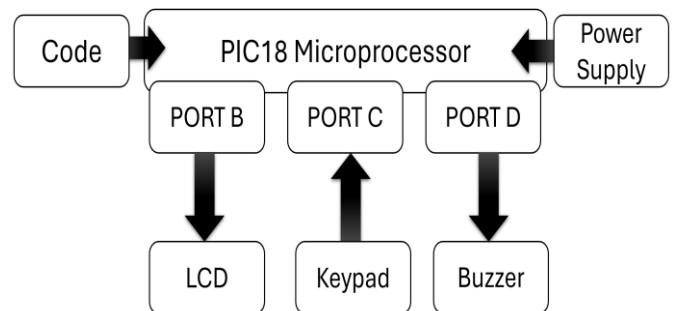 Code
PIC18 Microprocessor
Power
Supply
PORT B
PORT C
PORT D
LCD
Keypad
Buzzer